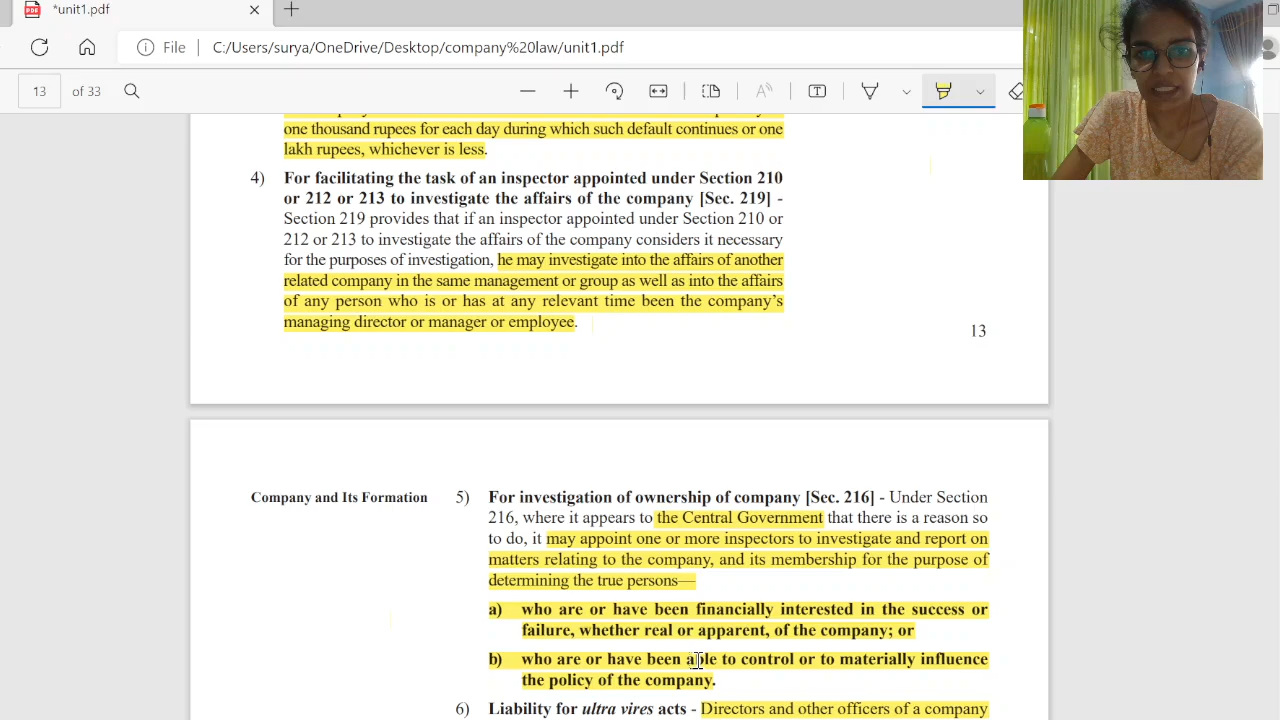 *unit1.pdf
File
C:/Users/surya/OneDrive/Desktop/company%20law/unit1.pdf
13 of 33
one thousand rupees for each day during which such default continues or one
lakh rupees, whichever is less.
4) For facilitating the task of an inspector appointed under Section 210
or 212 or 213 to investigate the affairs of the company [Sec. 219] -
Section 219 provides that if an inspector appointed under Section 210 or
212 or 213 to investigate the affairs of the company considers it necessary
for the purposes of investigation, he may investigate into the affairs of another
related company in the same management or group as well as into the affairs
of any person who is or has at any relevant time been the company’s
managing director or manager or employee.
13
Company and Its Formation
5) For investigation of ownership of company [Sec. 216] - Under Section
216, where it appears to the Central Government that there is a reason so
to do, it may appoint one or more inspectors to investigate and report on
matters relating to the company, and its membership for the purpose of
determining the true persons—
a) who are or have been financially interested in the success or
failure, whether real or apparent, of the company; or
b) who are or have been able to control or to materially influence
the policy of the company.
6) Liability for ultra vires acts - Directors and other officers of a company